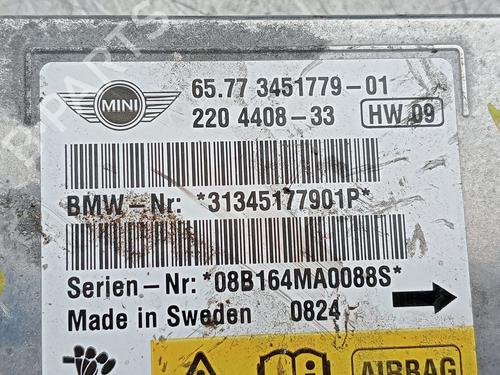 MINI
65.77 3451779-01
220 4408-33
HW 09
BMW-Nr: *31345177901P*
Serien-Nr: *08B164MA0088S*
Made in Sweden 0824
AIRBAG
B-PARTS